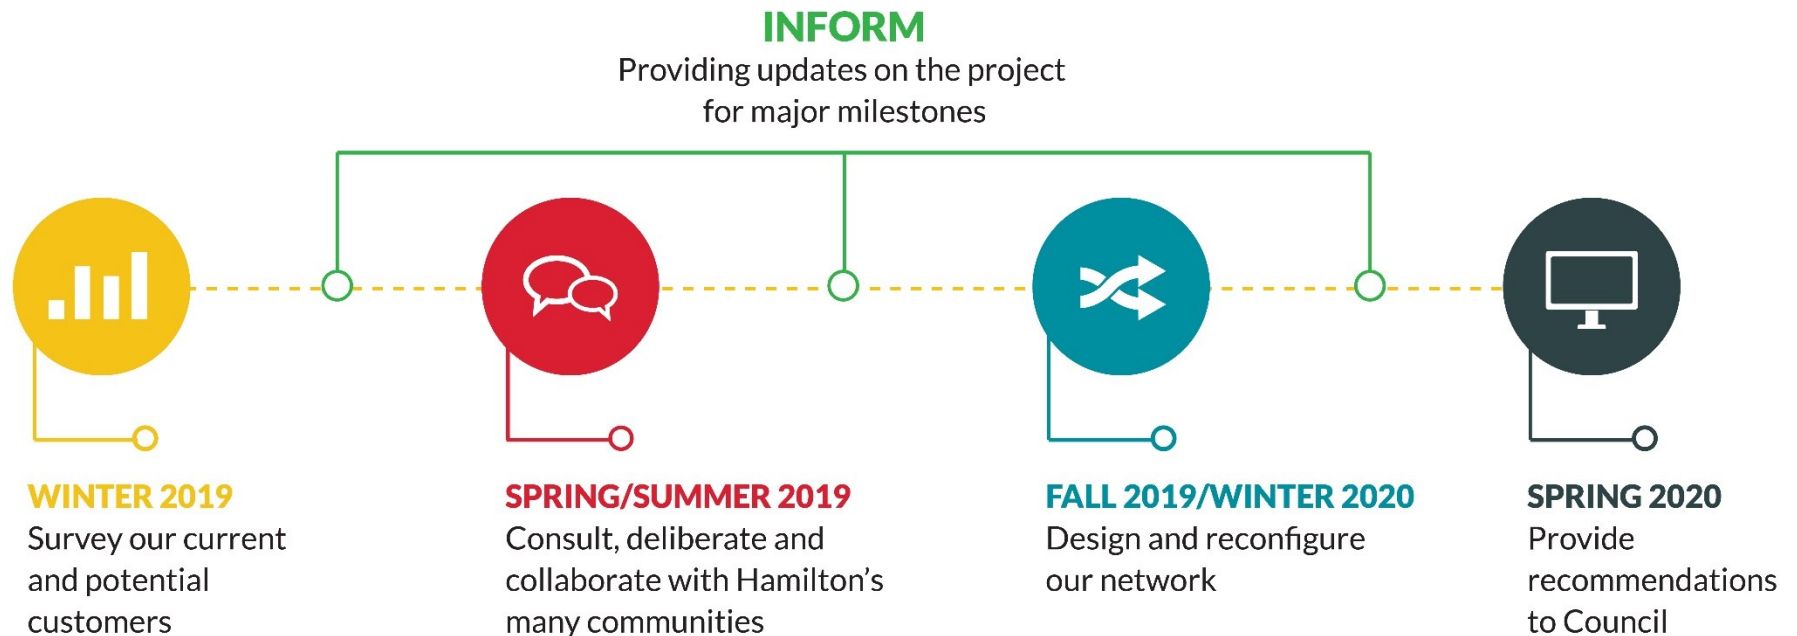 INFORM
Providing updates on the project
for major milestones
WINTER 2019
Survey our current
and potential
customers
SPRING/SUMMER 2019
Consult, deliberate and
collaborate with Hamilton’s
many communities
FALL 2019/WINTER 2020
Design and reconfigure
our network
SPRING 2020
Provide
recommendations
to Council